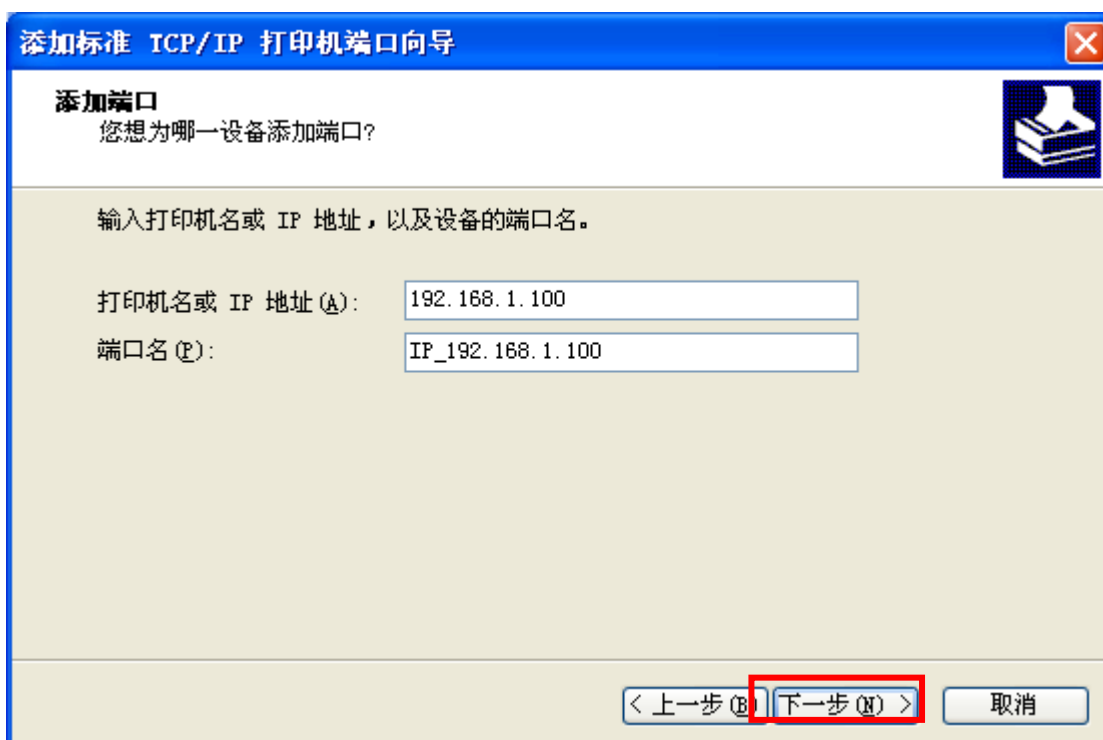 添加标准 TCP/IP 打印机端口向导
添加端口
您想为哪一设备添加端口?
输入打印机名或 IP 地址,以及设备的端口名。
打印机名或 IP 地址(A): 192.168.1.100
端口名(P): IP_192.168.1.100
< 上一步(B) 下一步(N) > 取消